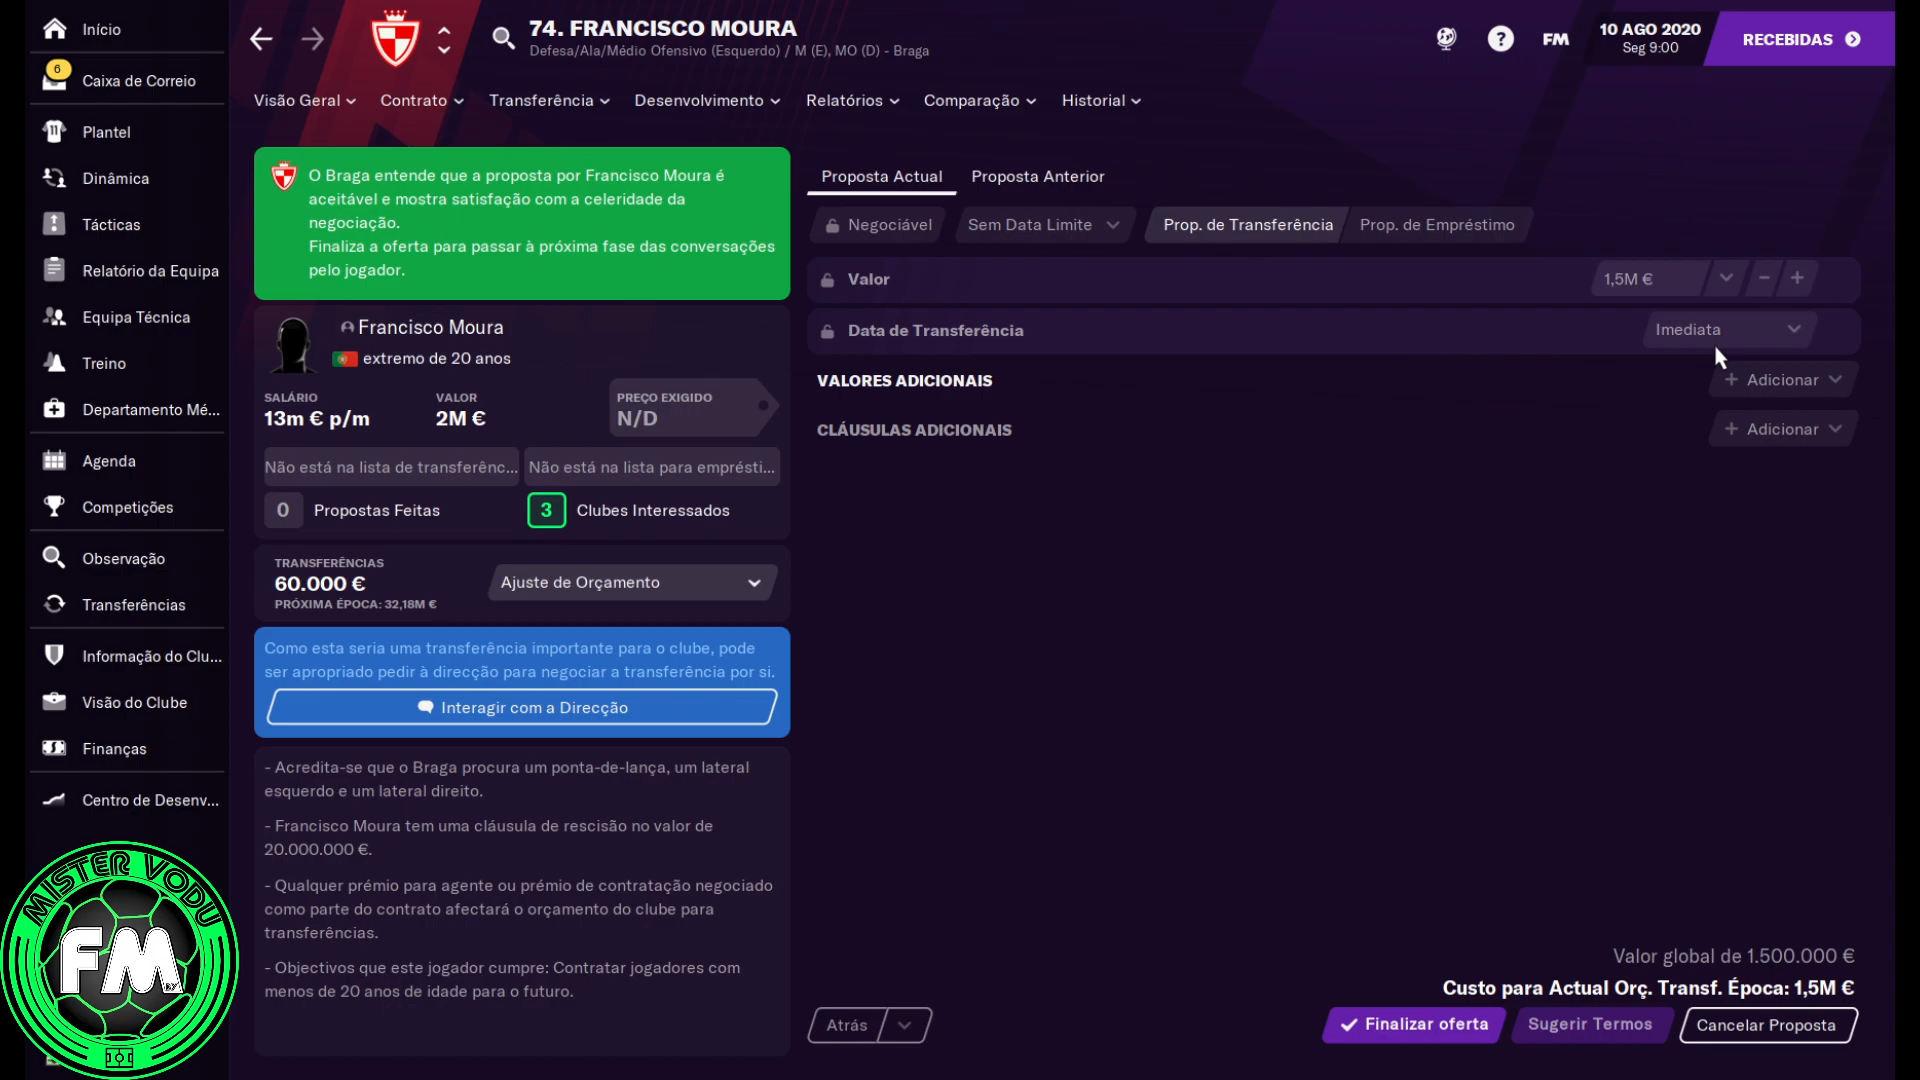 Início
6
Caixa de Correio
Plantel
Dinâmica
Tácticas
Relatório da Equipa
Equipa Técnica
Treino
Departamento Mé...
Agenda
Competições
Observação
Transferências
Informação do Clu...
Visão do Clube
Finanças
Centro de Desenv...
MISTER VODU
FM
BY
74. FRANCISCO MOURA
Defesa/Ala/Médio Ofensivo (Esquerdo) / M (E), MO (D) - Braga
FM
10 AGO 2020
Seg 9:00
RECEBIDAS
Visão Geral
Contrato
Transferência
Desenvolvimento
Relatórios
Comparação
Historial
O Braga entende que a proposta por Francisco Moura é
aceitável e mostra satisfação com a celeridade da
negociação.
Finaliza a oferta para passar à próxima fase das conversações
pelo jogador.
Francisco Moura
extremo de 20 anos
SALÁRIO
13m € p/m
VALOR
2M €
PREÇO EXIGIDO
N/D
Não está na lista de transferênc...
Não está na lista para emprésti...
0
Propostas Feitas
3
Clubes Interessados
TRANSFERÊNCIAS
60.000 €
PRÓXIMA ÉPOCA: 32,18M €
Ajuste de Orçamento
Como esta seria uma transferência importante para o clube, pode
ser apropriado pedir à direcção para negociar a transferência por si.
Interagir com a Direcção
- Acredita-se que o Braga procura um ponta-de-lança, um lateral
esquerdo e um lateral direito.
- Francisco Moura tem uma cláusula de rescisão no valor de
20.000.000 €.
- Qualquer prémio para agente ou prémio de contratação negociado
como parte do contrato afectará o orçamento do clube para
transferências.
- Objectivos que este jogador cumpre: Contratar jogadores com
menos de 20 anos de idade para o futuro.
Proposta Actual
Proposta Anterior
Negociável
Sem Data Limite
Prop. de Transferência
Prop. de Empréstimo
Valor
1,5M €
Data de Transferência
Imediata
VALORES ADICIONAIS
Adicionar
CLÁUSULAS ADICIONAIS
Adicionar
Valor global de 1.500.000 €
Custo para Actual Orç. Transf. Época: 1,5M €
Atrás
Finalizar oferta
Sugerir Termos
Cancelar Proposta